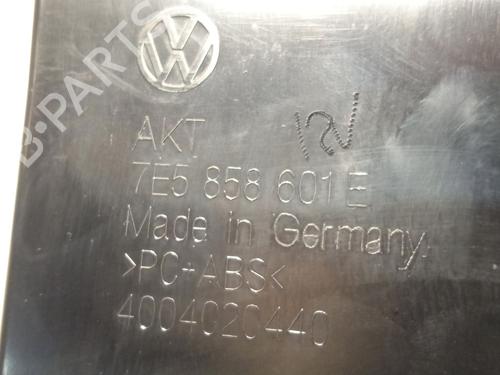 B-PARTS
AKT
7E5 858 601 E
Made in Germany.
>PC+ABS<
4004020440